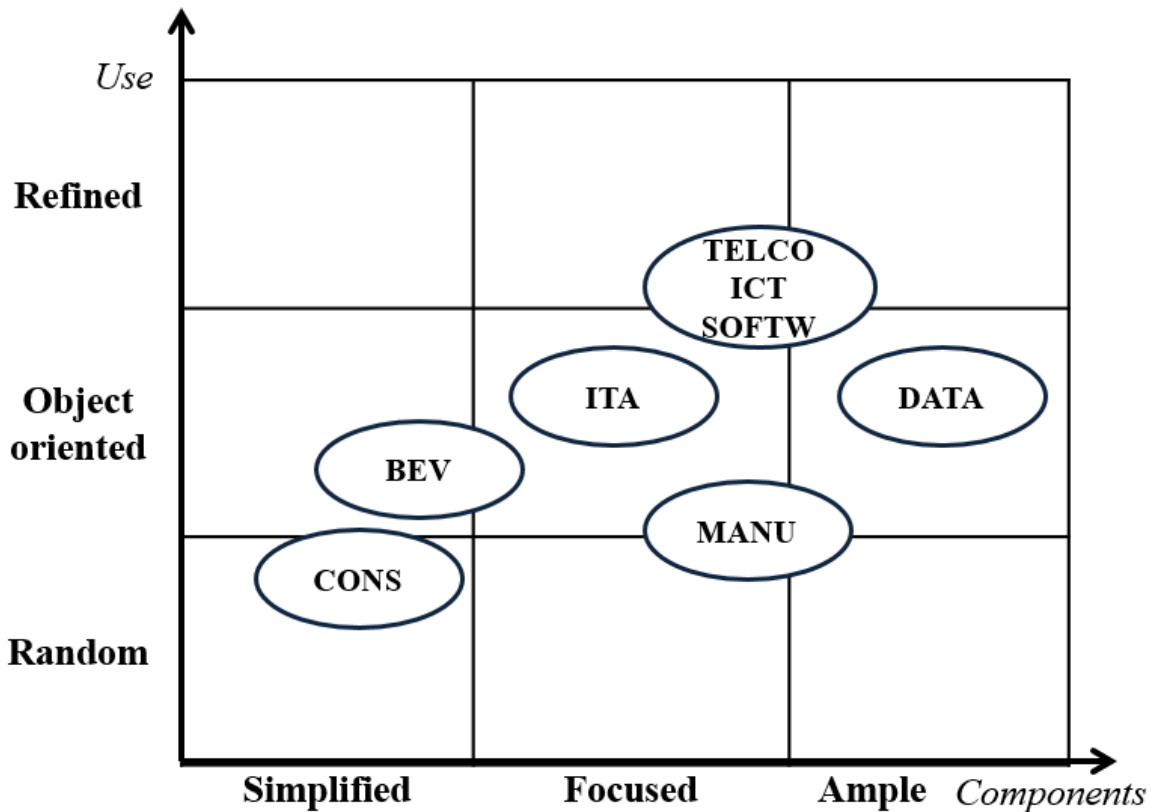 Use
Refined
TELCO
ICT
SOFTW
Object
oriented
ITA
DATA
BEV
MANU
CONS
Random
Simplified
Focused
Ample
Components